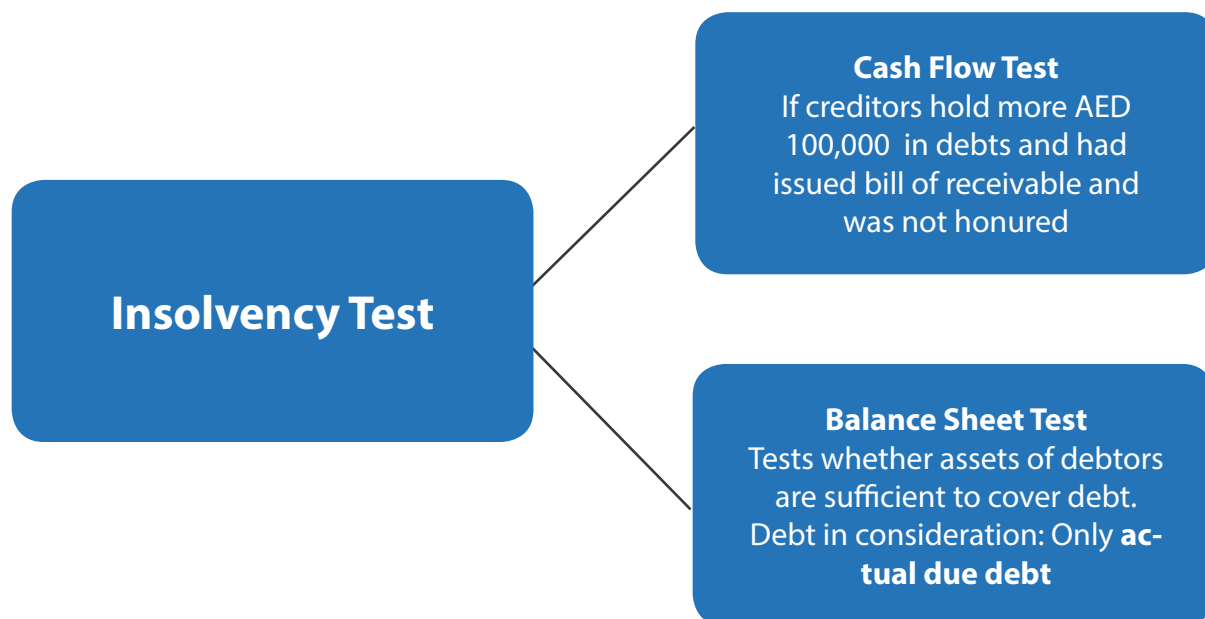 Insolvency Test
Cash Flow Test
If creditors hold more AED
100,000 in debts and had
issued bill of receivable and
was not honured
Balance Sheet Test
Tests whether assets of debtors
are sufficient to cover debt.
Debt in consideration: Only ac-
tual due debt